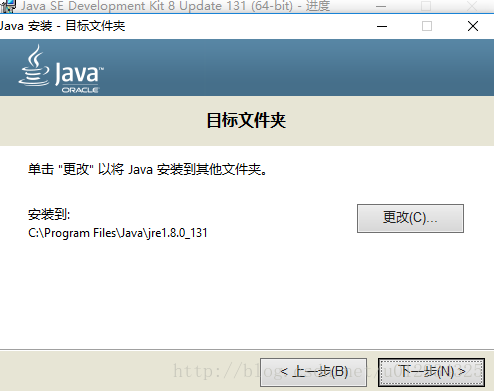 Java SE Development Kit 8 Update 131 (64-bit) - 进度
Java 安装 - 目标文件夹
Java™
ORACLE
目标文件夹
单击 "更改" 以将 Java 安装到其他文件夹。
安装到:
更改(C)...
C:\Program Files\Java\jre1.8.0_131
< 上一步(B)
下一步(N) >